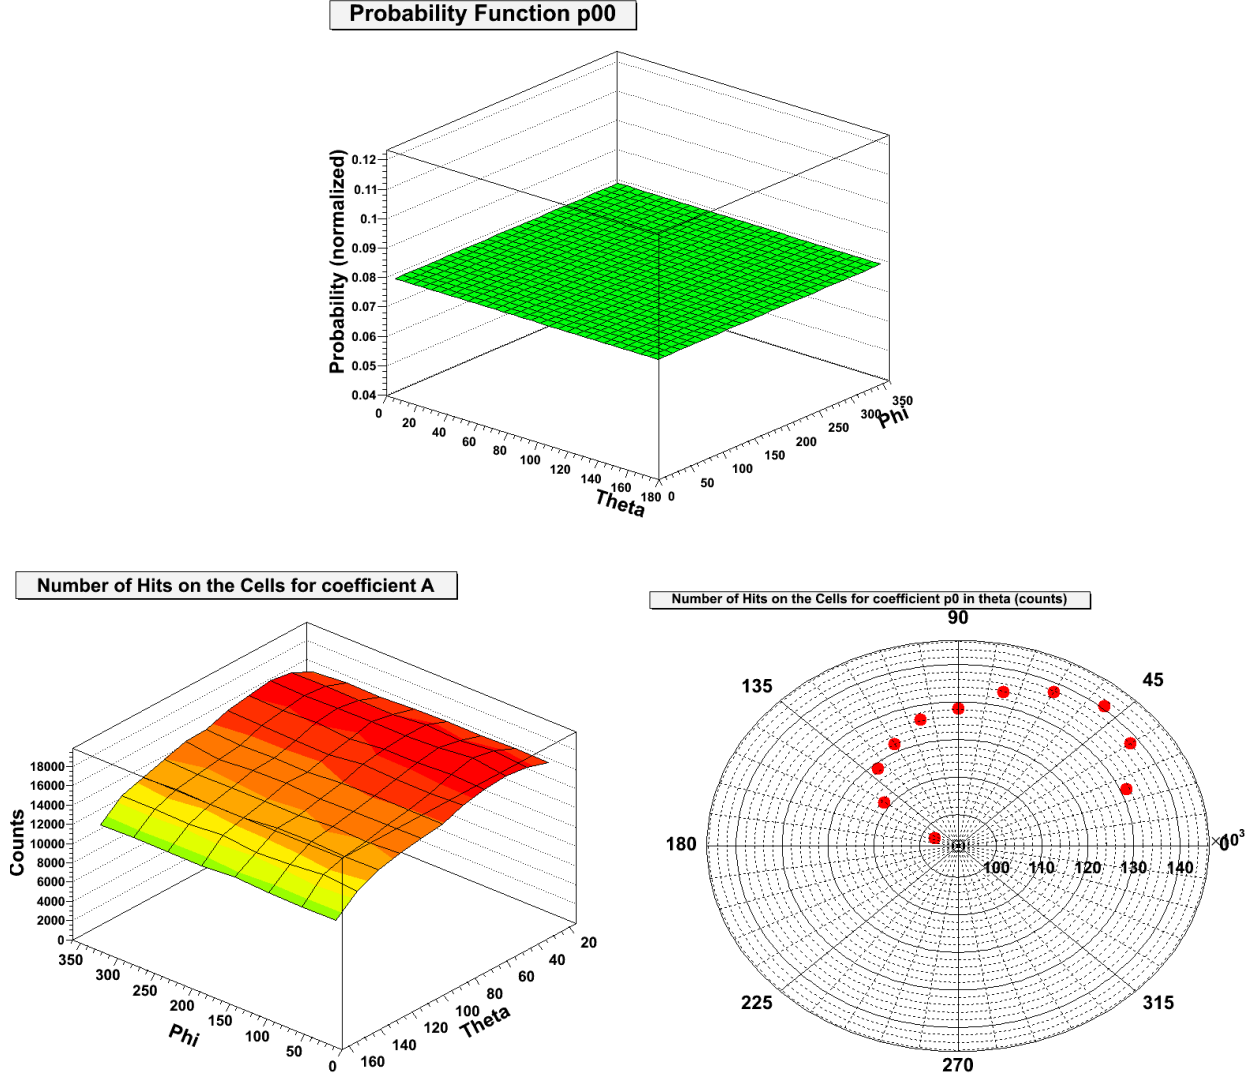 Probability Function p00
Probability (normalized)
0.12
0.11
0.1
0.09
0.08
0.07
0.06
0.05
0.04
0 20 40 60 80 100 120 140 160 180
Theta
0 50 100 150 200 250 300 350
Phi
Number of Hits on the Cells for coefficient A
Counts
18000
16000
14000
12000
10000
8000
6000
4000
2000
0
350 300 250 200 150 100 50 0
Phi
160 140 120 100 80 60 40 20
Theta
Number of Hits on the Cells for coefficient p0 in theta (counts)
90
135 45
180 0
100 110 120 130 140
225 315
270